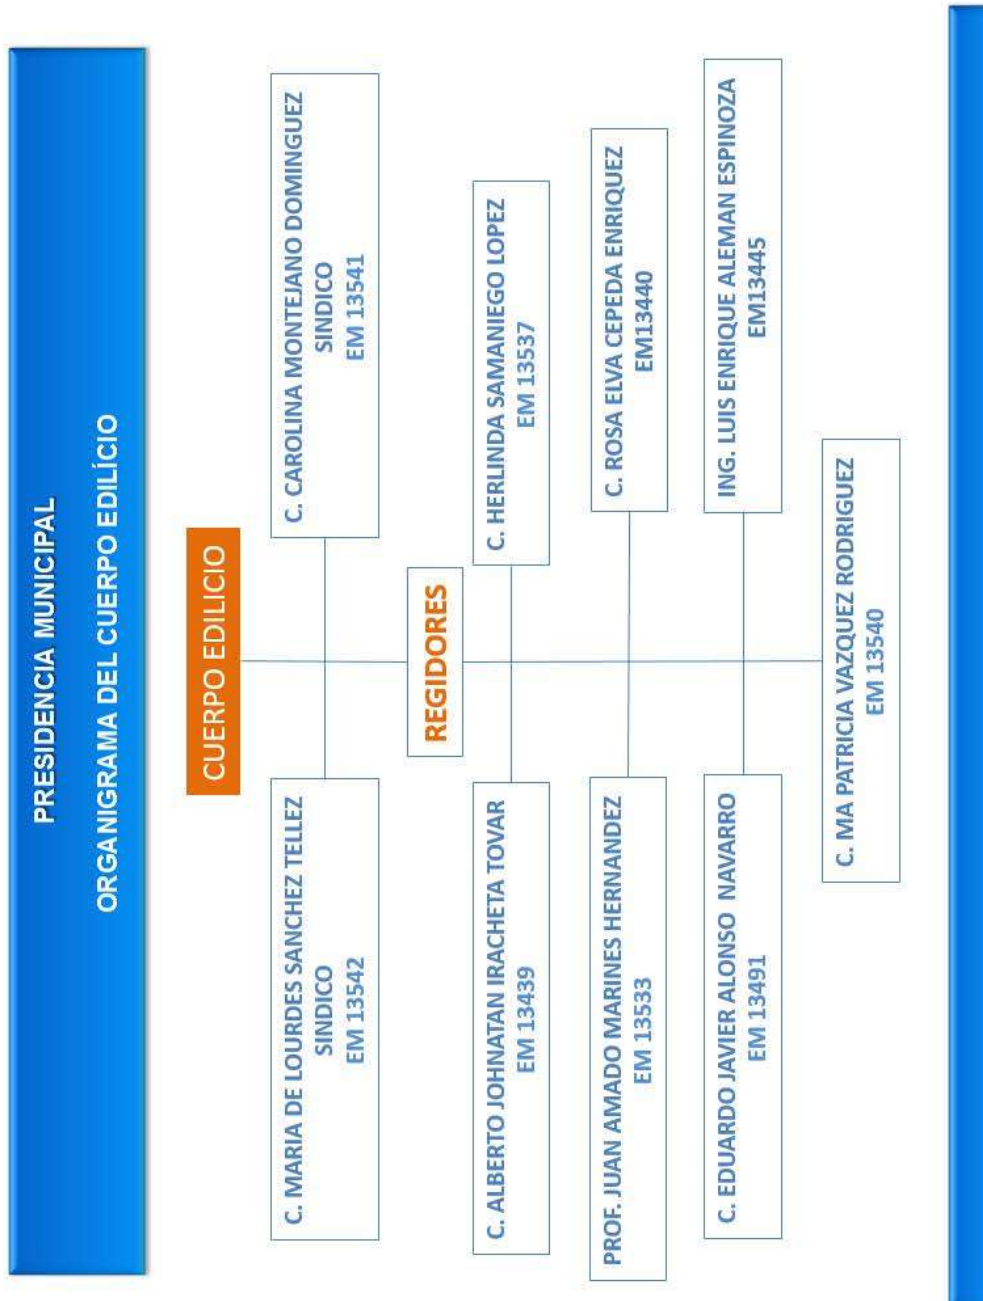 PRESIDENCIA MUNICIPAL
ORGANIGRAMA DEL CUERPO EDILÍCIO
CUERPO EDILICIO
C. MARIA DE LOURDES SANCHEZ TELLEZ
SINDICO
EM 13542
C. CAROLINA MONTEJANO DOMINGUEZ
SINDICO
EM 13541
REGIDORES
C. ALBERTO JOHNATAN IRACHETA TOVAR
EM 13439
C. HERLINDA SAMANIEGO LOPEZ
EM 13537
PROF. JUAN AMADO MARINES HERNANDEZ
EM 13533
C. ROSA ELVA CEPEDA ENRIQUEZ
EM13440
C. EDUARDO JAVIER ALONSO NAVARRO
EM 13491
ING. LUIS ENRIQUE ALEMAN ESPINOZA
EM13445
C. MA PATRICIA VAZQUEZ RODRIGUEZ
EM 13540